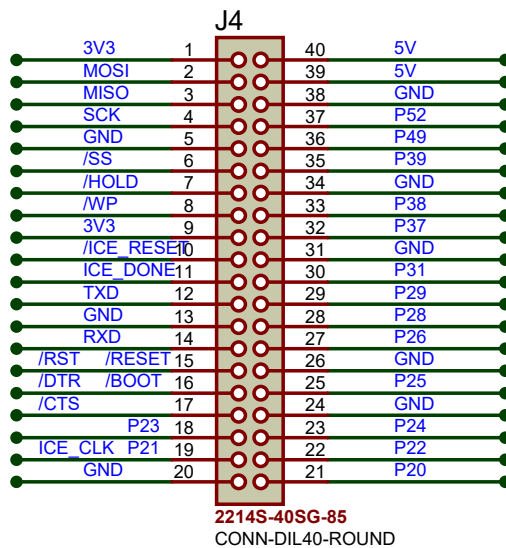 J4
3V3 1 40 5V
MOSI 2 39 5V
MISO 3 38 GND
SCK 4 37 P52
GND 5 36 P49
/SS 6 35 P39
/HOLD 7 34 GND
/WP 8 33 P38
3V3 9 32 P37
/ICE_RESET 10 31 GND
ICE_DONE 11 30 P31
TXD 12 29 P29
GND 13 28 P28
RXD 14 27 P26
/RST /RESET 15 26 GND
/DTR /BOOT 16 25 P25
/CTS 17 24 GND
P23 18 23 P24
ICE_CLK P21 19 22 P22
GND 20 21 P20
2214S-40SG-85
CONN-DIL40-ROUND